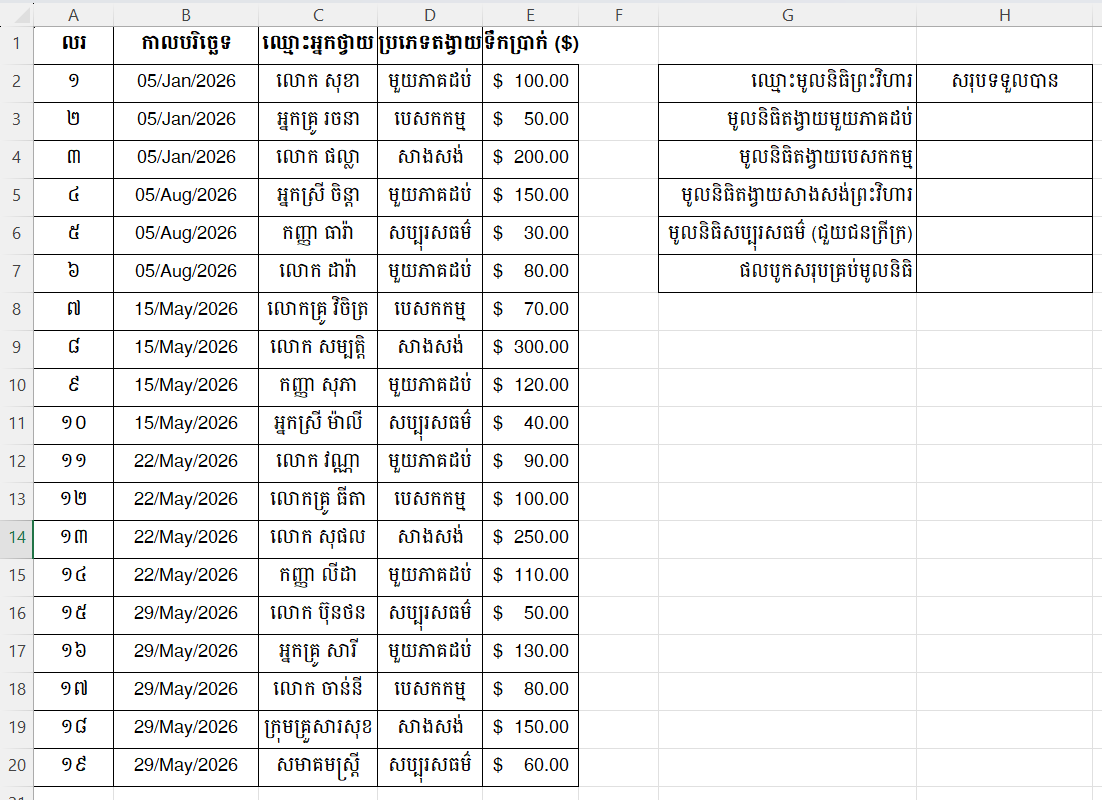 A B C D E F G H
1 លរ កាលបរិច្ឆេទ ឈ្មោះអ្នកថ្វាយ ប្រភេទតង្វាយ ទឹកប្រាក់ ($)
2 ១ 05/Jan/2026 លោក សុខា មួយភាគដប់ $ 100.00 ឈ្មោះមូលនិធិព្រះវិហារ សរុបទទួលបាន
3 ២ 05/Jan/2026 អ្នកគ្រូ រចនា បេសកកម្ម $ 50.00 មូលនិធិតង្វាយមួយភាគដប់
4 ៣ 05/Jan/2026 លោក ផល្លា សាងសង់ $ 200.00 មូលនិធិតង្វាយបេសកកម្ម
5 ៤ 05/Aug/2026 អ្នកស្រី ចិន្តា មួយភាគដប់ $ 150.00 មូលនិធិតង្វាយសាងសង់ព្រះវិហារ
6 ៥ 05/Aug/2026 កញ្ញា ធារ៉ា សប្បុរសធម៌ $ 30.00 មូលនិធិសប្បុរសធម៌ (ជួយជនក្រីក្រ)
7 ៦ 05/Aug/2026 លោក ដារ៉ា មួយភាគដប់ $ 80.00 ផលបូកសរុបគ្រប់មូលនិធិ
8 ៧ 15/May/2026 លោកគ្រូ វិចិត្រ បេសកកម្ម $ 70.00
9 ៨ 15/May/2026 លោក សម្បត្តិ សាងសង់ $ 300.00
10 ៩ 15/May/2026 កញ្ញា សុភា មួយភាគដប់ $ 120.00
11 ១០ 15/May/2026 អ្នកស្រី ម៉ាលី សប្បុរសធម៌ $ 40.00
12 ១១ 22/May/2026 លោក វណ្ណា មួយភាគដប់ $ 90.00
13 ១២ 22/May/2026 លោកគ្រូ ធីតា បេសកកម្ម $ 100.00
14 ១៣ 22/May/2026 លោក សុផល សាងសង់ $ 250.00
15 ១៤ 22/May/2026 កញ្ញា លីដា មួយភាគដប់ $ 110.00
16 ១៥ 29/May/2026 លោក ប៊ុនថន សប្បុរសធម៌ $ 50.00
17 ១៦ 29/May/2026 អ្នកគ្រូ សារី មួយភាគដប់ $ 130.00
18 ១៧ 29/May/2026 លោក ចាន់នី បេសកកម្ម $ 80.00
19 ១៨ 29/May/2026 ក្រុមគ្រួសារសុខ សាងសង់ $ 150.00
20 ១៩ 29/May/2026 សមាគមស្ត្រី សប្បុរសធម៌ $ 60.00